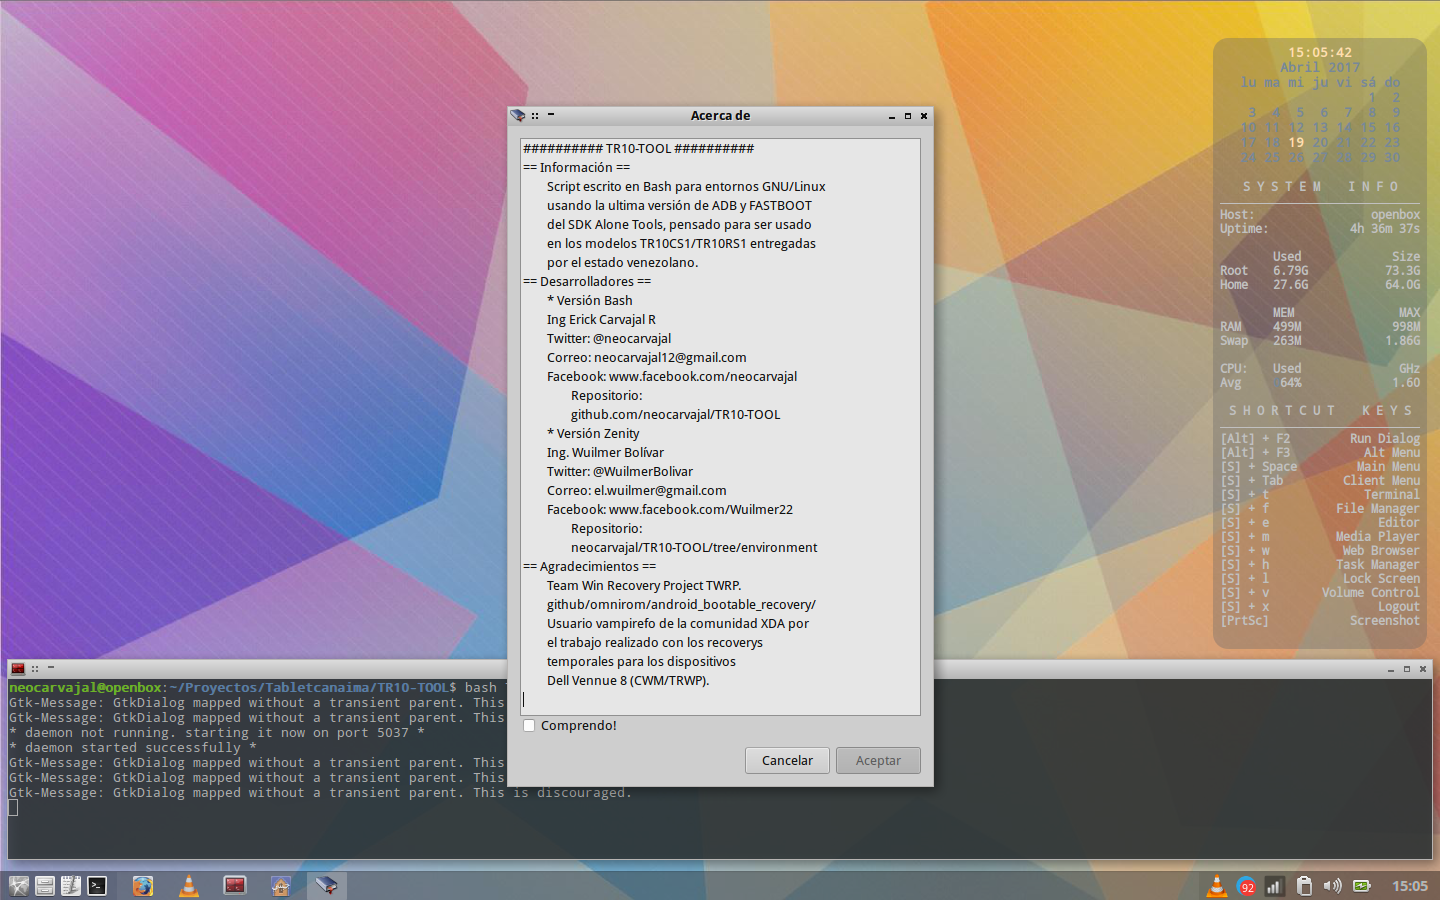 Acerca de
########## TR10-TOOL ##########
== Información ==
Script escrito en Bash para entornos GNU/Linux
usando la ultima versión de ADB y FASTBOOT
del SDK Alone Tools, pensado para ser usado
en los modelos TR10CS1/TR10RS1 entregadas
por el estado venezolano.
== Desarrolladores ==
* Versión Bash
Ing Erick Carvajal R
Twitter: @neocarvajal
Correo: neocarvajal12@gmail.com
Facebook: www.facebook.com/neocarvajal
Repositorio:
github.com/neocarvajal/TR10-TOOL
* Versión Zenity
Ing. Wuilmer Bolívar
Twitter: @WuilmerBolivar
Correo: el.wuilmer@gmail.com
Facebook: www.facebook.com/Wuilmer22
Repositorio:
neocarvajal/TR10-TOOL/tree/environment
== Agradecimientos ==
Team Win Recovery Project TWRP.
github/omnirom/android_bootable_recovery/
Usuario vampirefo de la comunidad XDA por
el trabajo realizado con los recoverys
temporales para los dispositivos
Dell Vennue 8 (CWM/TRWP).
Comprendo!
Cancelar
Aceptar
15:05:42
Abril 2017
lu ma mi ju vi sá do
1 2
3 4 5 6 7 8 9
10 11 12 13 14 15 16
17 18 19 20 21 22 23
24 25 26 27 28 29 30
SYSTEM INFO
Host: openbox
Uptime: 4h 36m 37s
Used Size
Root 6.79G 73.3G
Home 27.6G 64.0G
MEM MAX
RAM 499M 998M
Swap 263M 1.86G
CPU: Used GHz
Avg 64% 1.60
SHORTCUT KEYS
[Alt] + F2 Run Dialog
[Alt] + F3 Alt Menu
[S] + Space Main Menu
[S] + Tab Client Menu
[S] + t Terminal
[S] + f File Manager
[S] + e Editor
[S] + m Media Player
[S] + w Web Browser
[S] + h Task Manager
[S] + l Lock Screen
[S] + v Volume Control
[S] + x Logout
[PrtSc] Screenshot
neocarvajal@openbox:~/Proyectos/Tabletcanaima/TR10-TOOL$ bash
Gtk-Message: GtkDialog mapped without a transient parent. This
Gtk-Message: GtkDialog mapped without a transient parent. This
* daemon not running. starting it now on port 5037 *
* daemon started successfully *
Gtk-Message: GtkDialog mapped without a transient parent. This
Gtk-Message: GtkDialog mapped without a transient parent. This
Gtk-Message: GtkDialog mapped without a transient parent. This is discouraged.
92
15:05